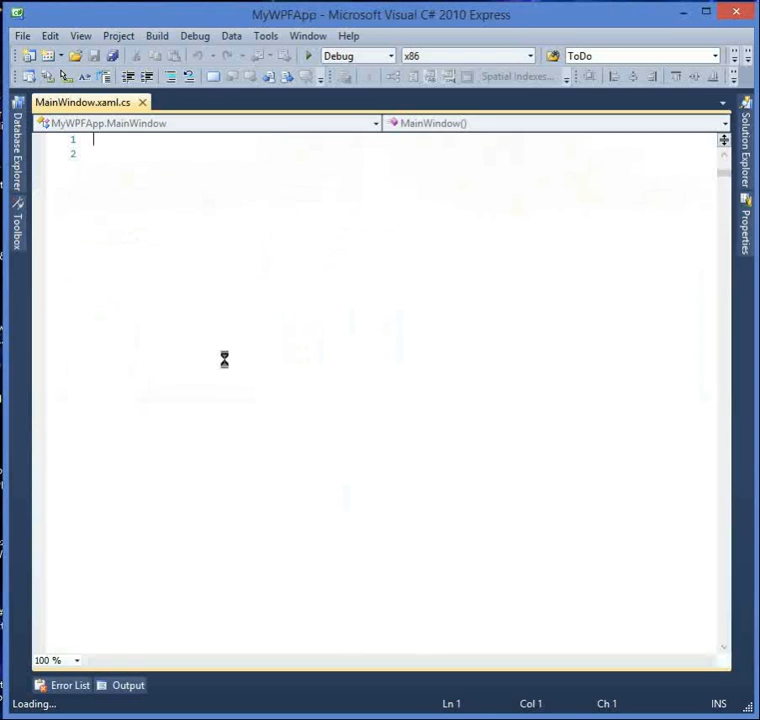 MyWPFApp - Microsoft Visual C# 2010 Express
File Edit View Project Build Debug Data Tools Window Help
Debug x86 ToDo
Spatial Indexes...
MainWindow.xaml.cs
MyWPFApp.MainWindow MainWindow()
1
2
Database Explorer
Toolbox
Solution Explorer
Properties
100 %
Error List Output
Loading... Ln 1 Col 1 Ch 1 INS